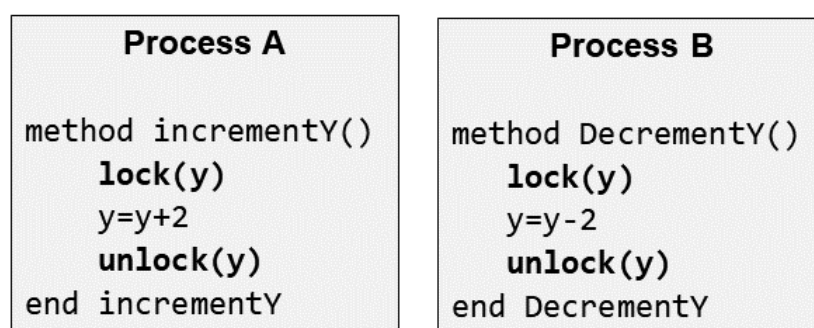 Process A
method incrementY()
lock(y)
y=y+2
unlock(y)
end incrementY
Process B
method DecrementY()
lock(y)
y=y-2
unlock(y)
end DecrementY